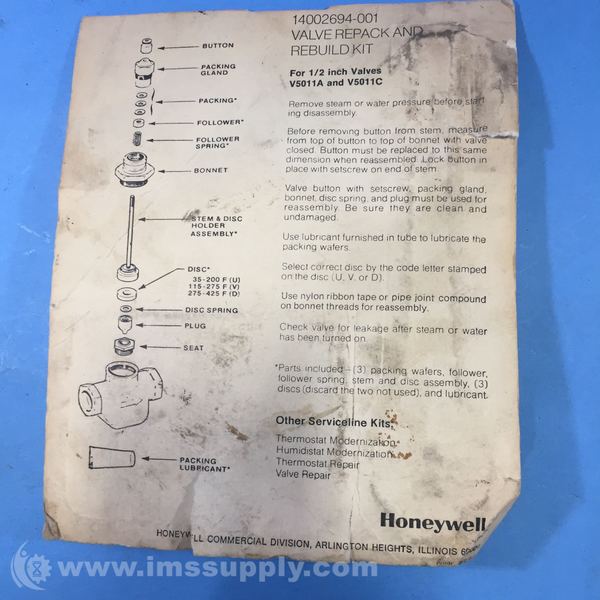 14002694-001
VALVE REPACK AND
REBUILD KIT
For 1/2 inch Valves
V5011A and V5011C
Remove steam or water pressure before start
ing disassembly.
Before removing button from stem, measure
from top of button to top of bonnet with valve
closed. Button must be replaced to this same
dimension when reassembled. Lock button in
place with setscrew on end of stem.
Valve button with setscrew, packing gland,
bonnet, disc spring, and plug must be used for
reassembly. Be sure they are clean and
undamaged.
Use lubricant furnished in tube to lubricate the
packing wafers.
Select correct disc by the code letter stamped
on the disc (U, V, or D).
Use nylon ribbon tape or pipe joint compound
on bonnet threads for reassembly.
Check valve for leakage after steam or water
has been turned on.
*Parts included - (3) packing wafers, follower,
follower spring, stem and disc assembly, (3)
discs (discard the two not used), and lubricant.
Other Serviceline Kits:
Thermostat Modernization
Humidistat Modernization
Thermostat Repair
Valve Repair
BUTTON
PACKING
GLAND
PACKING*
FOLLOWER*
FOLLOWER
SPRING*
BONNET
STEM & DISC
HOLDER
ASSEMBLY*
DISC*
35-200 F (U)
115-275 F (V)
275-425 F (D)
DISC SPRING
PLUG
SEAT
PACKING
LUBRICANT*
Honeywell
HONEYWELL COMMERCIAL DIVISION, ARLINGTON HEIGHTS, ILLINOIS
www.imssupply.com